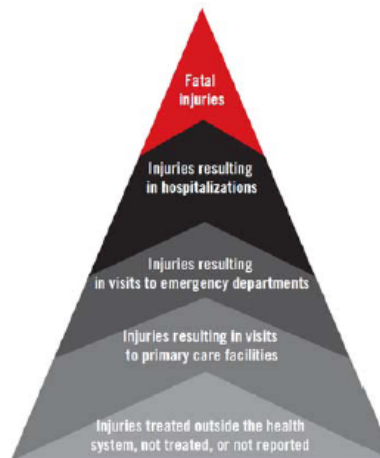 Fatal
injuries
Injuries resulting
in hospitalizations
Injuries resulting
in visits to emergency departments
Injuries resulting in visits
to primary care facilities
Injuries treated outside the health
system, not treated, or not reported